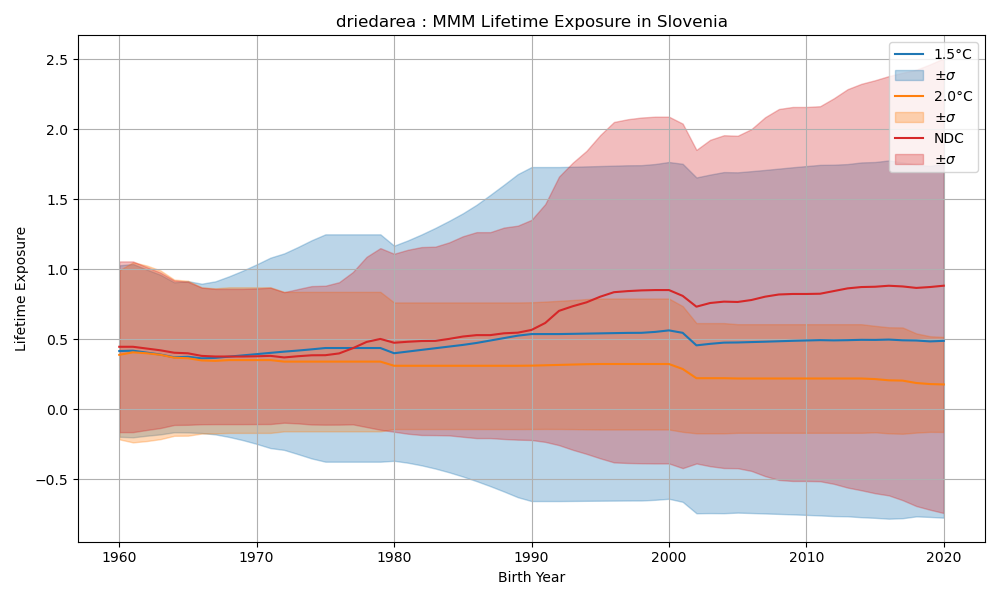 driedarea : MMM Lifetime Exposure in Slovenia
1.5°C
±σ
2.0°C
±σ
NDC
±σ
Lifetime Exposure
2.5
2.0
1.5
1.0
0.5
0.0
−0.5
1960 1970 1980 1990 2000 2010 2020
Birth Year